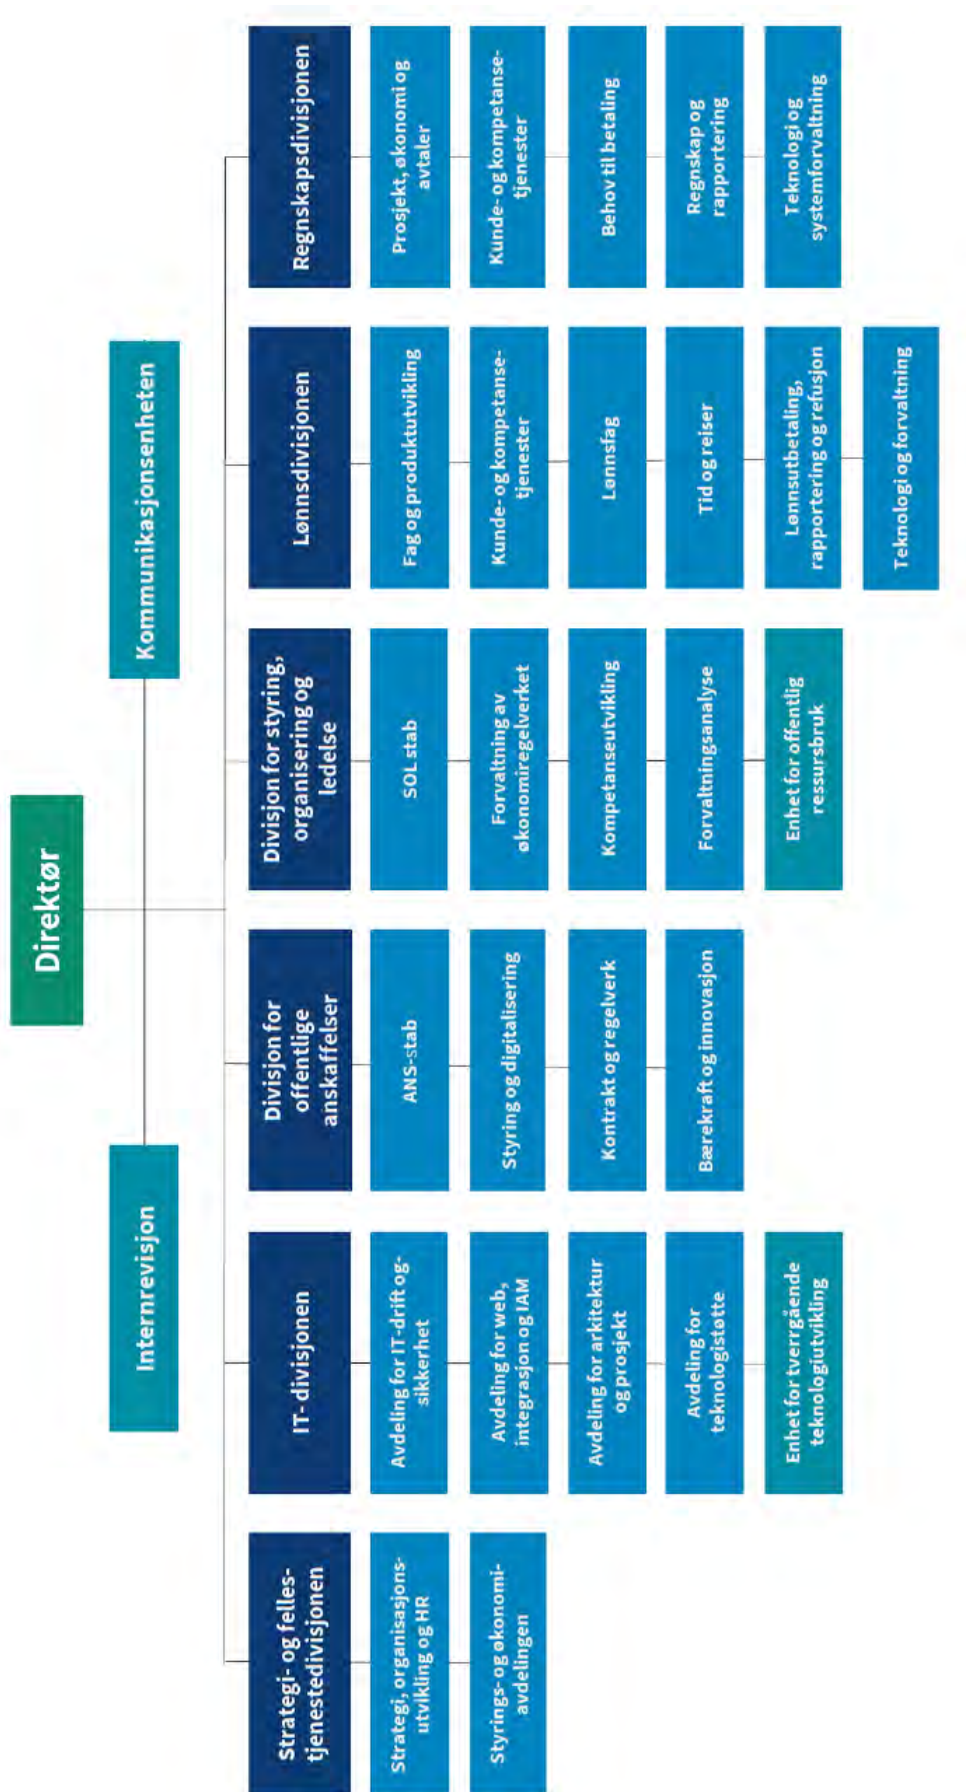 Direktør
Internrevisjon
Kommunikasjonsenheten
Strategi- og felles-
tjenestedivisjonen
Strategi, organisasjons-
utvikling og HR
Styrings- og økonomi-
avdelingen
IT- divisjonen
Avdeling for IT-drift og-
sikkerhet
Avdeling for web,
integrasjon og IAM
Avdeling for arkitektur
og prosjekt
Avdeling for
teknologistøtte
Enhet for tverrgående
teknologiutvikling
Divisjon for
offentlige
anskaffelser
ANS-stab
Styring og digitalisering
Kontrakt og regelverk
Bærekraft og innovasjon
Divisjon for styring,
organisering og
ledelse
SOL stab
Forvaltning av
økonomiregelverket
Kompetanseutvikling
Forvaltningsanalyse
Enhet for offentlig
ressursbruk
Lønnsdivisjonen
Fag og produktutvikling
Kunde- og kompetanse-
tjenester
Lønnsfag
Tid og reiser
Lønnsutbetaling,
rapportering og refusjon
Teknologi og forvaltning
Regnskapsdivisjonen
Prosjekt, økonomi og
avtaler
Kunde- og kompetanse-
tjenester
Behov til betaling
Regnskap og
rapportering
Teknologi og
systemforvaltning